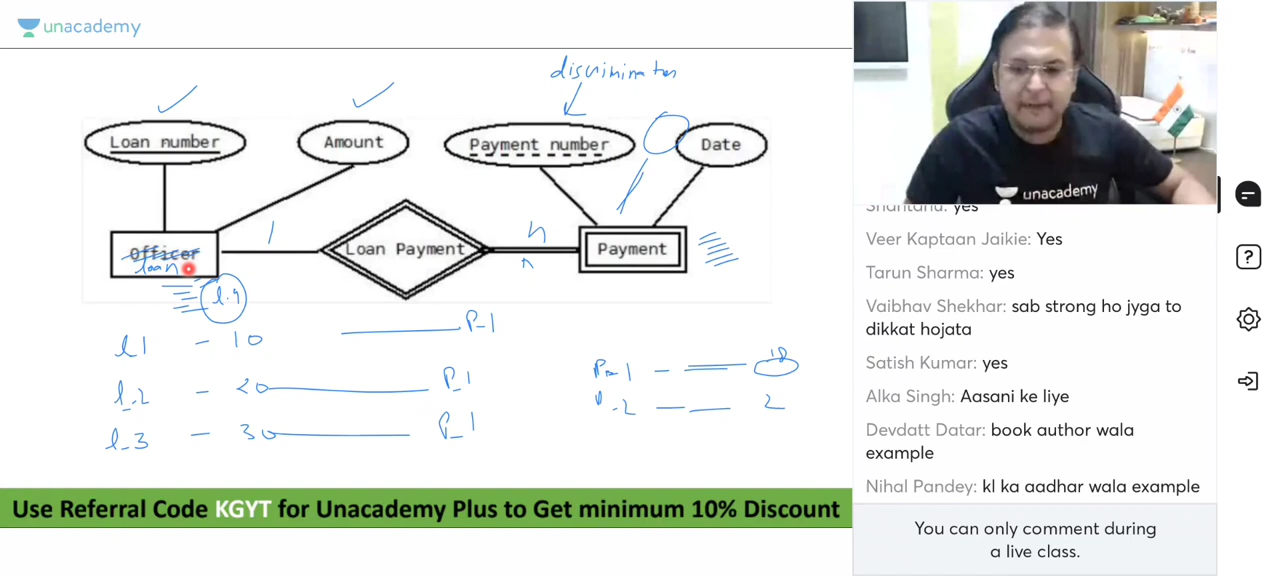 unacademy
discriminator
Loan number
Amount
Payment number
Date
Officer
loan
1
Loan Payment
n
Payment
l.4
l1 - 10 P_1
l_2 - 20 P_1
l_3 - 30 P_1
P_1 - 18
_2 - 2
Use Referral Code KGYT for Unacademy Plus to Get minimum 10% Discount
unacademy
Shantanu: yes
Veer Kaptaan Jaikie: Yes
Tarun Sharma: yes
Vaibhav Shekhar: sab strong ho jyga to
dikkat hojata
Satish Kumar: yes
Alka Singh: Aasani ke liye
Devdatt Datar: book author wala
example
Nihal Pandey: kl ka aadhar wala example
You can only comment during
a live class.